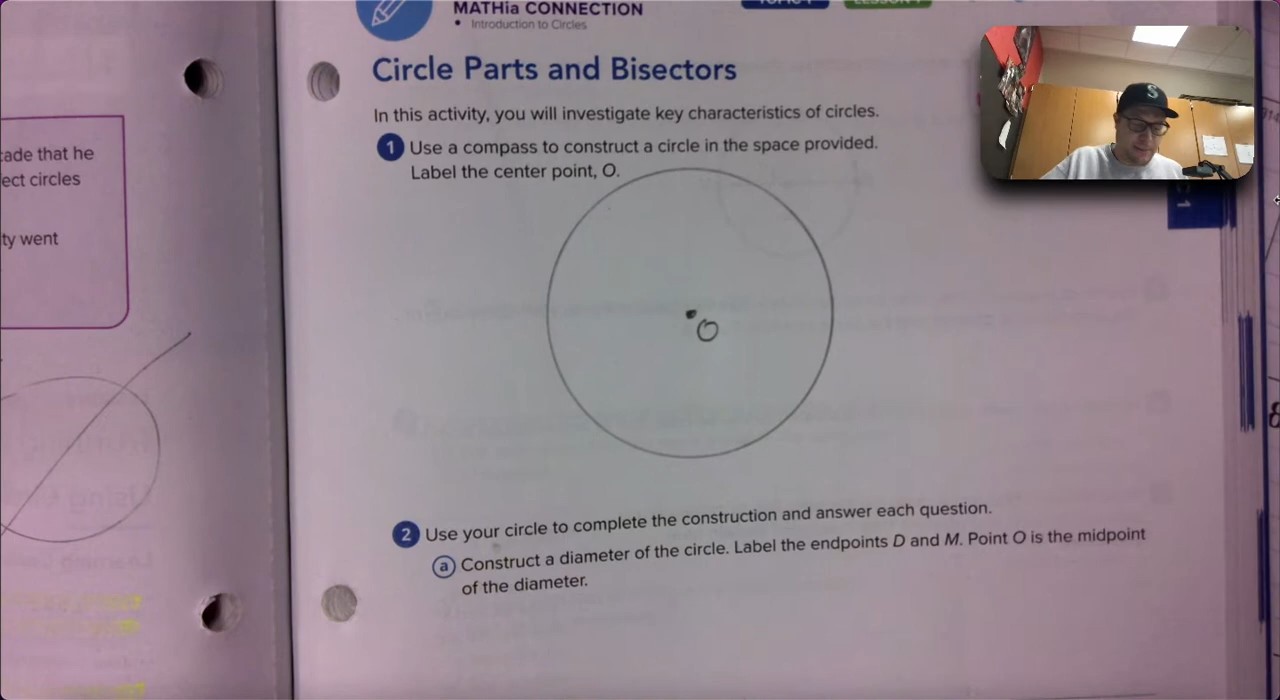 MATHia CONNECTION
• Introduction to Circles
Circle Parts and Bisectors
In this activity, you will investigate key characteristics of circles.
1 Use a compass to construct a circle in the space provided.
Label the center point, O.
O
2 Use your circle to complete the construction and answer each question.
a Construct a diameter of the circle. Label the endpoints D and M. Point O is the midpoint
of the diameter.
cade that he
ect circles
ty went
S